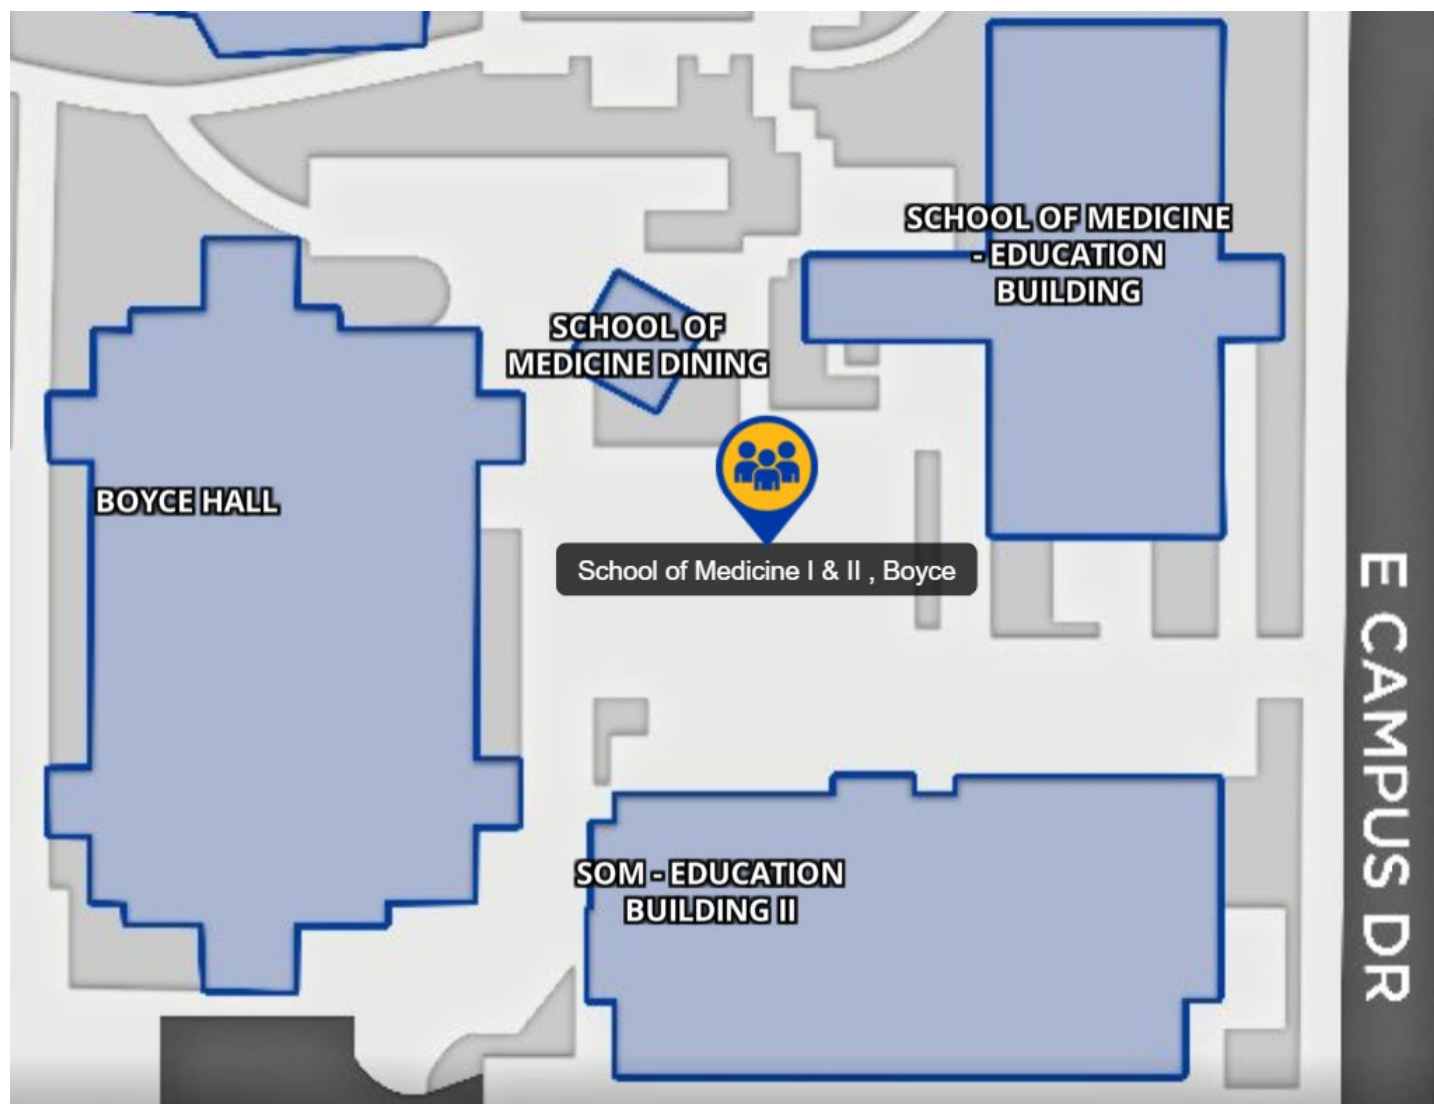 SCHOOL OF MEDICINE
- EDUCATION
BUILDING
SCHOOL OF
MEDICINE DINING
BOYCE HALL
School of Medicine I & II , Boyce
E CAMPUS DR
SOM - EDUCATION
BUILDING II